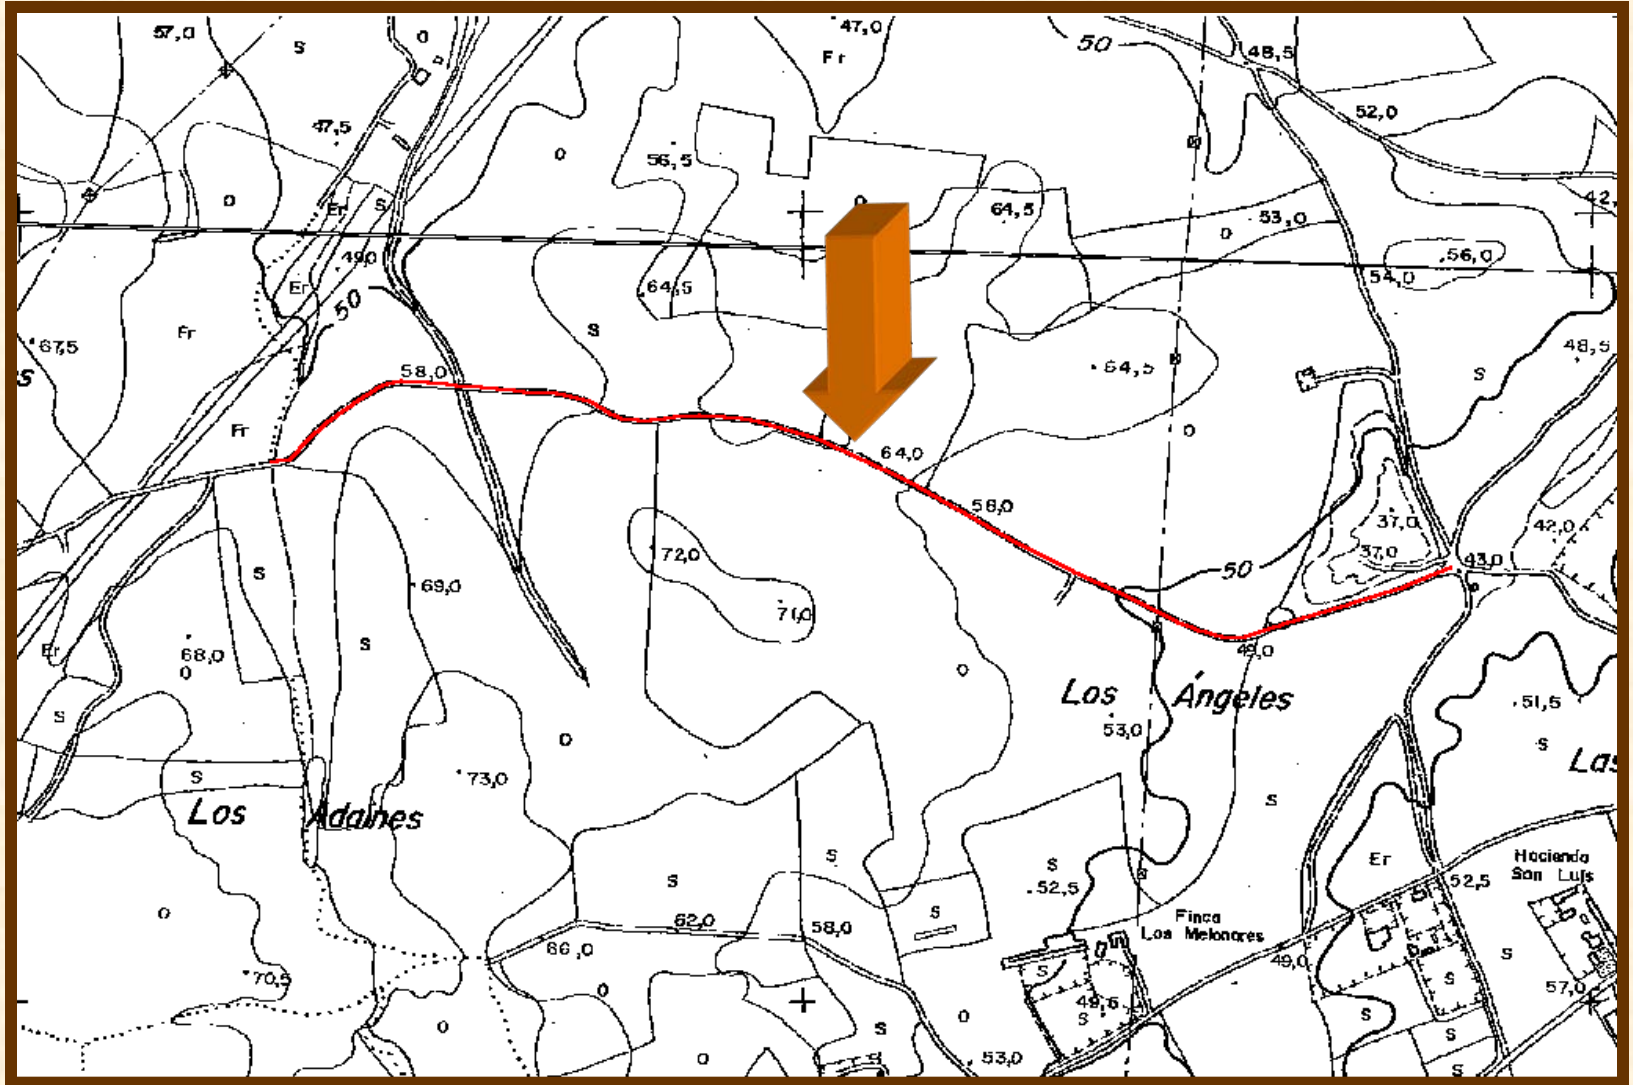 57,0
S
O
47,0
Fr
50
48,5
52,0
47,5
O
56,5
O
Er
S
O
64,5
53,0
O
42,
49,0
56,0
54,0
Er
64,5
50
Fr
S
67,5
48,5
S
58,0
64,5
S
Fr
O
64,0
58,0
37,0
42,0
72,0
37,0
43,0
S
50
69,0
71,0
Er
S
68,0
O
49,0
O
Los Ángeles
S
53,0
51,5
O
S
Las
S
73,0
S
Los Adaines
S
S
Er
Hacienda
San Luis
S
52,5
52,5
O
S
Finca
Los Melonares
62,0
58,0
66,0
S
49,0
70,5
S
S
57,0
O
49,6
S
O
S
O
S
S
O
53,0
S